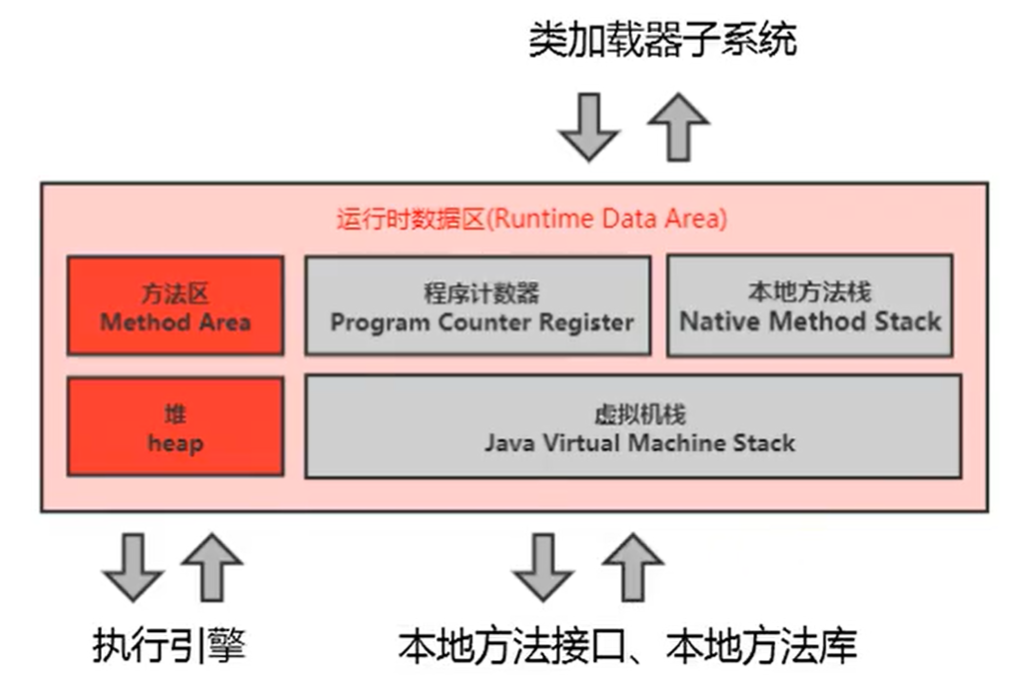 类加载器子系统
运行时数据区(Runtime Data Area)
方法区
Method Area
程序计数器
Program Counter Register
本地方法栈
Native Method Stack
堆
heap
虚拟机栈
Java Virtual Machine Stack
执行引擎
本地方法接口、本地方法库